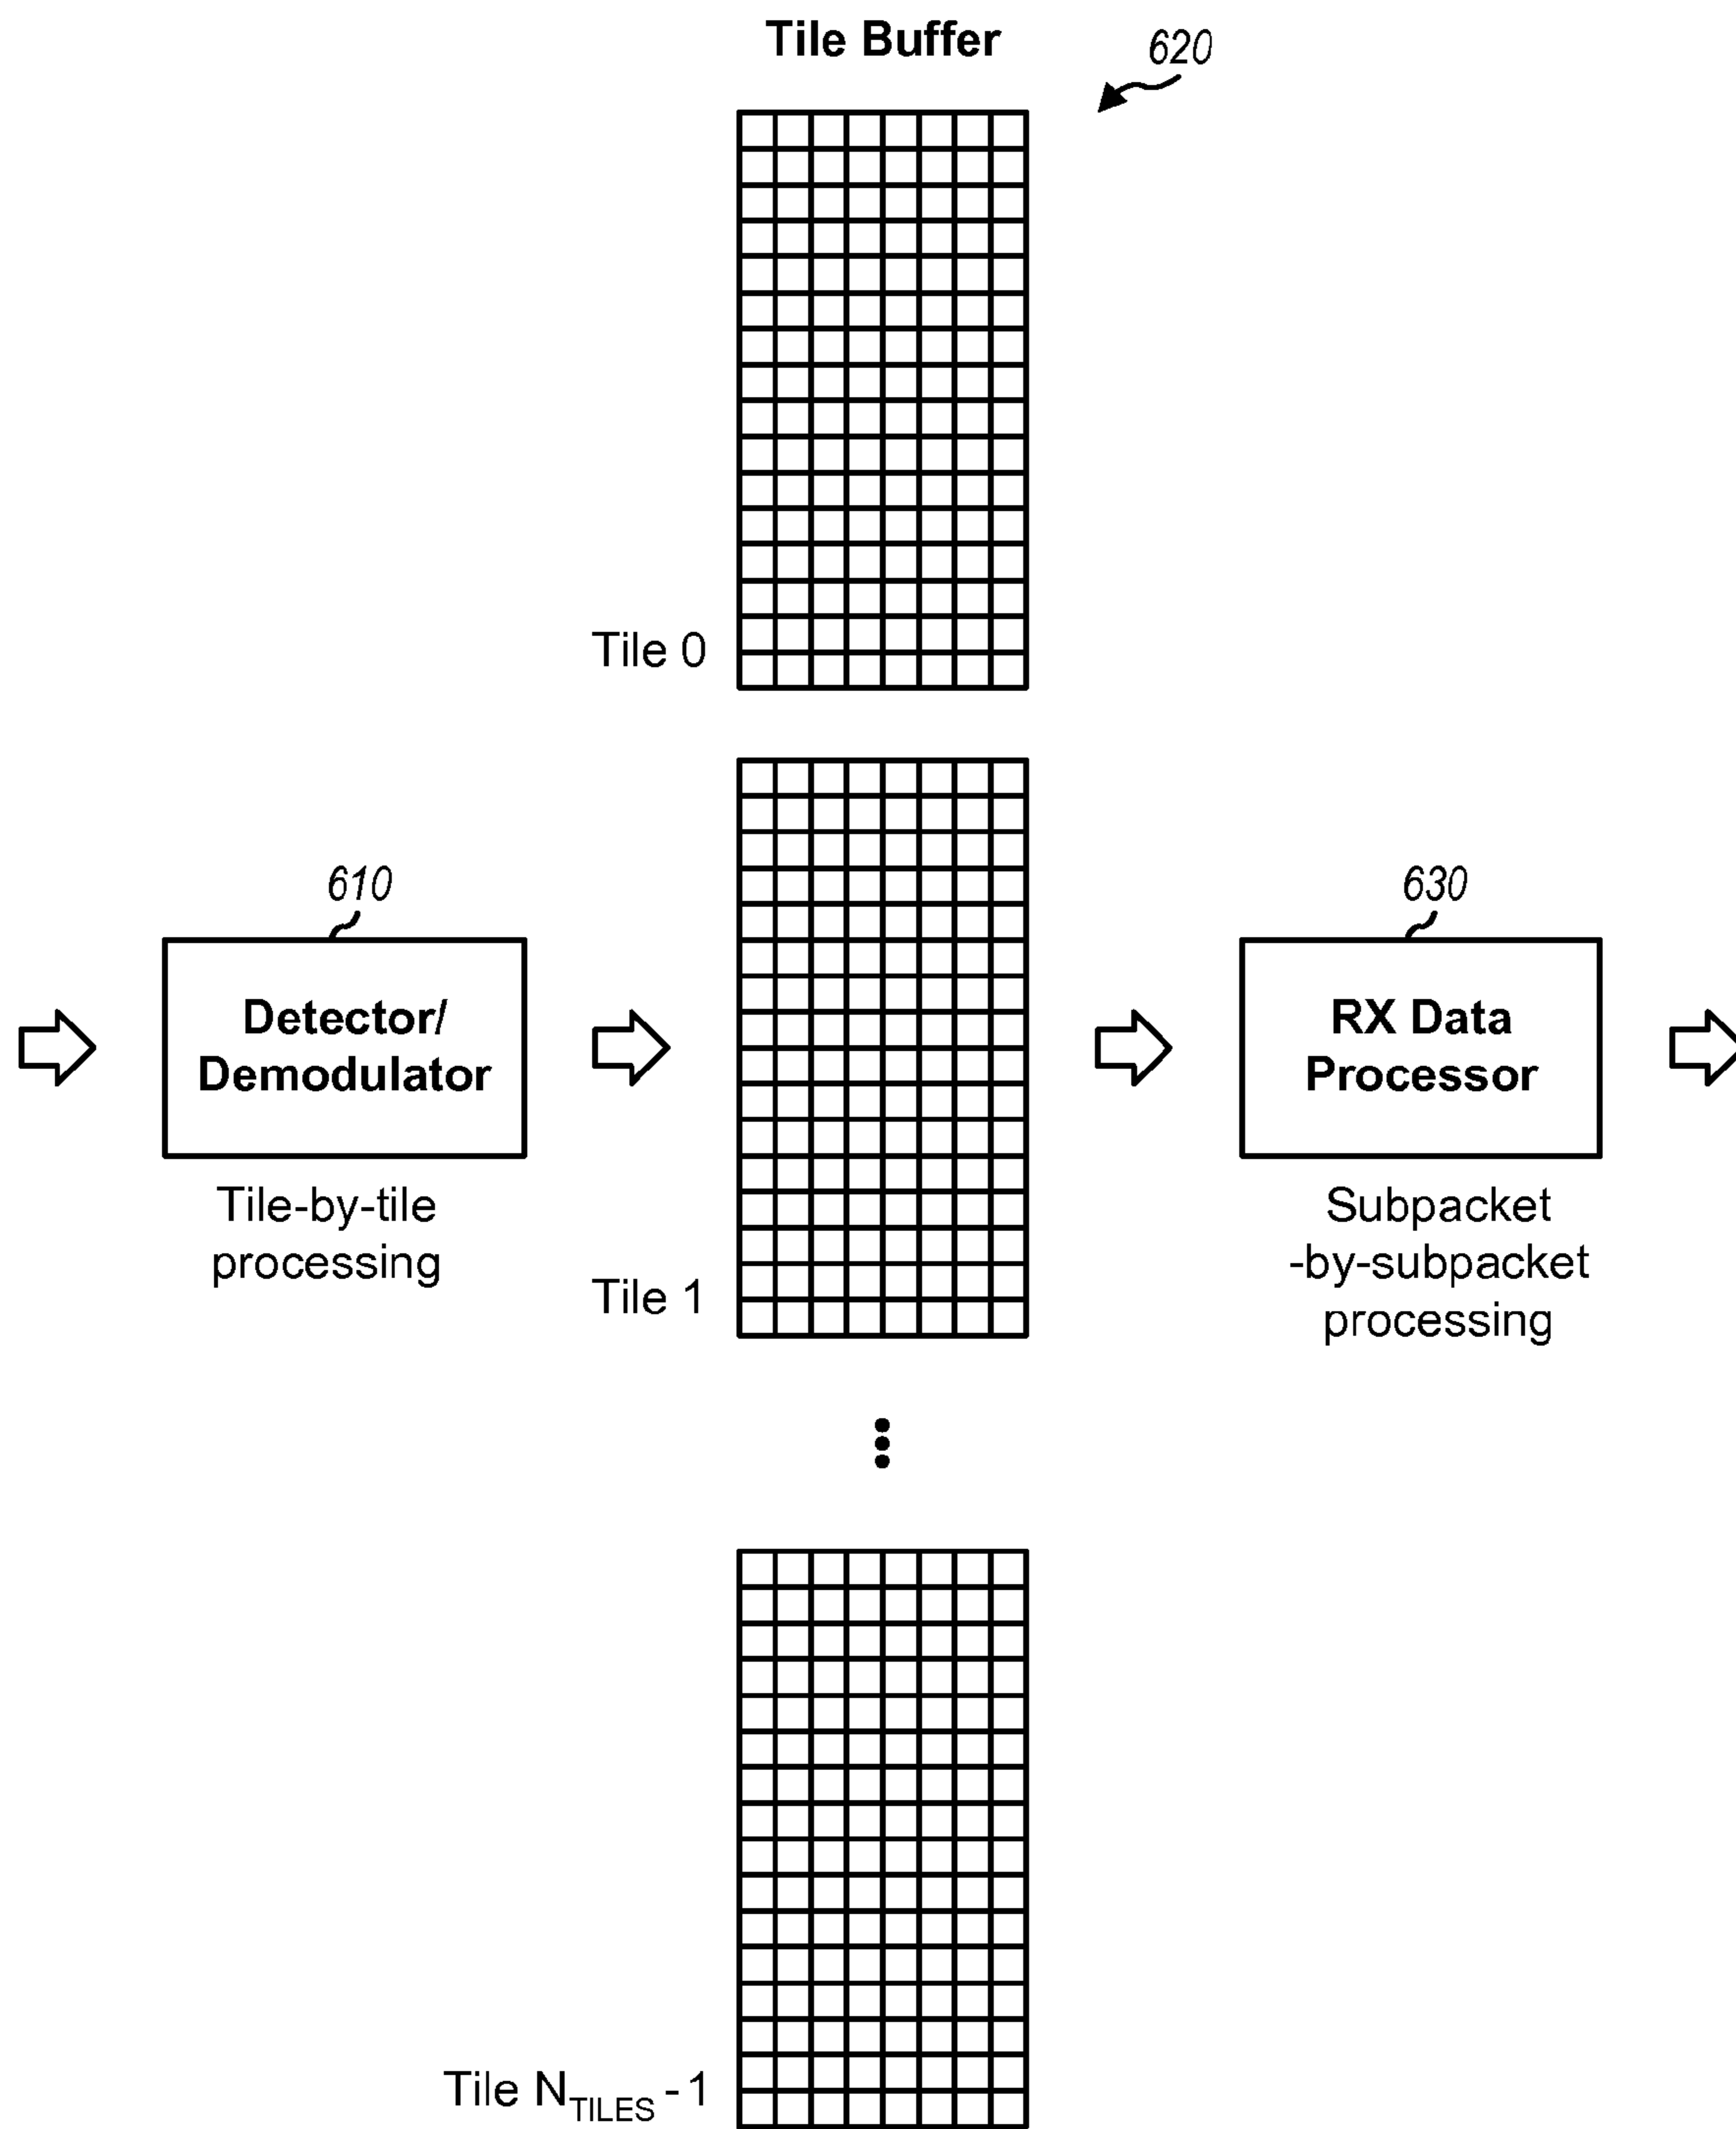 Tile Buffer
620
Tile 0
610
Detector/
Demodulator
Tile-by-tile
processing
Tile 1
630
RX Data
Processor
Subpacket
-by-subpacket
processing
Tile N_TILES - 1